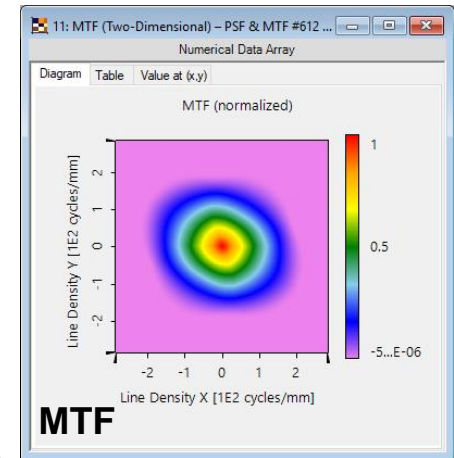 11: MTF (Two-Dimensional) – PSF & MTF #612 ...
Numerical Data Array
Diagram Table Value at (x,y)
MTF (normalized)
Line Density Y [1E2 cycles/mm]
2
1
0
-1
-2
1
0.5
-5...E-06
-2 -1 0 1 2
Line Density X [1E2 cycles/mm]
MTF